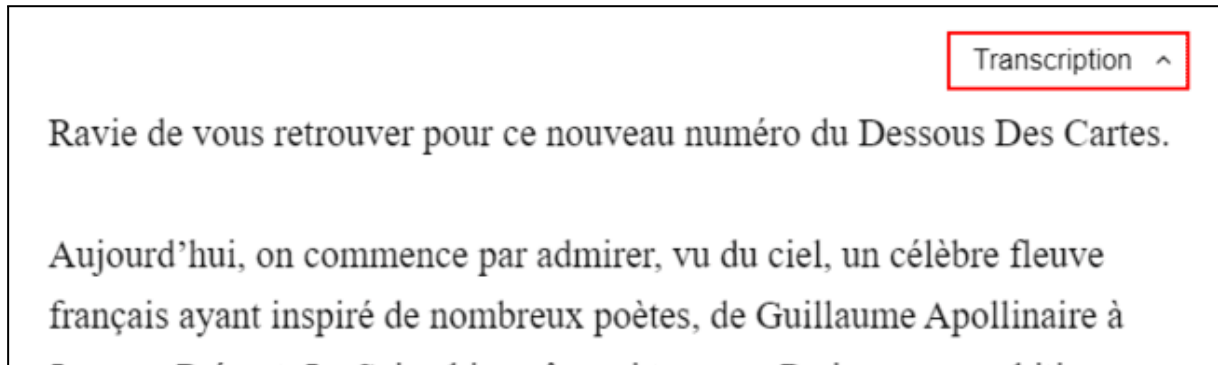 Transcription
Ravie de vous retrouver pour ce nouveau numéro du Dessous Des Cartes.
Aujourd’hui, on commence par admirer, vu du ciel, un célèbre fleuve
français ayant inspiré de nombreux poètes, de Guillaume Apollinaire à